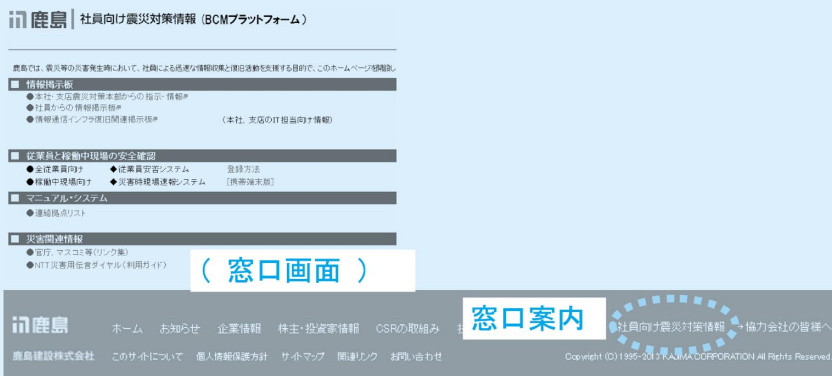 鹿島 社員向け震災対策情報 (BCMプラットフォーム)
鹿島では、震災等の災害発生時において、社員による迅速な情報収集と復旧活動を支援する目的で、このホームページを開設し
■ 情報掲示板
●本社・支店震災対策本部からの指示・情報
●社員からの情報掲示板
●情報通信インフラ復旧関連掲示板 (本社、支店のIT担当向け情報)
■ 従業員と稼働中現場の安全確認
●全従業員向け ◆従業員安否システム 登録方法
●稼働中現場向け ◆災害時現場速報システム [携帯端末版]
■ マニュアル・システム
●連絡拠点リスト
■ 災害関連情報
●官庁、マスコミ等(リンク集)
●NTT災害用伝言ダイヤル(利用ガイド)
( 窓口画面 )
窓口案内
鹿島 ホーム お知らせ 企業情報 株主・投資家情報 CSRの取組み 社員向け震災対策情報 協力会社の皆様へ
鹿島建設株式会社 このサイトについて 個人情報保護方針 サイトマップ 関連リンク お問い合わせ Copyright (C) 1995-2013 KAJIMA CORPORATION All Rights Reserved.